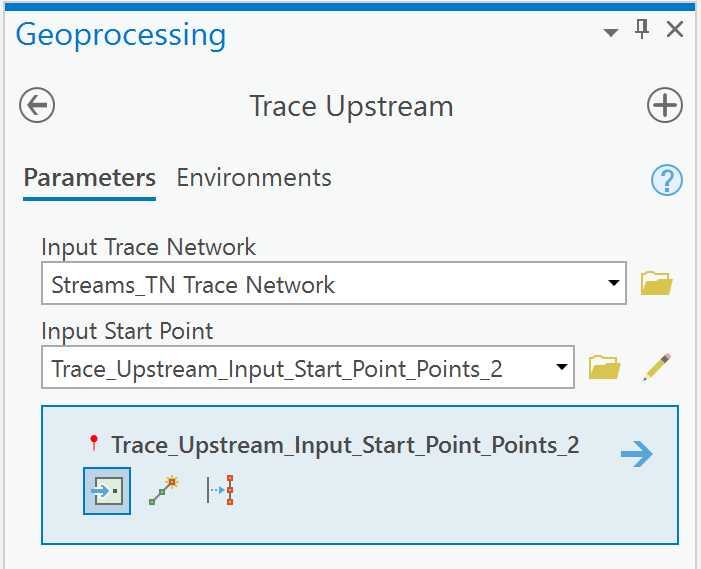 Geoprocessing
Trace Upstream
Parameters Environments
Input Trace Network
Streams_TN Trace Network
Input Start Point
Trace_Upstream_Input_Start_Point_Points_2
Trace_Upstream_Input_Start_Point_Points_2